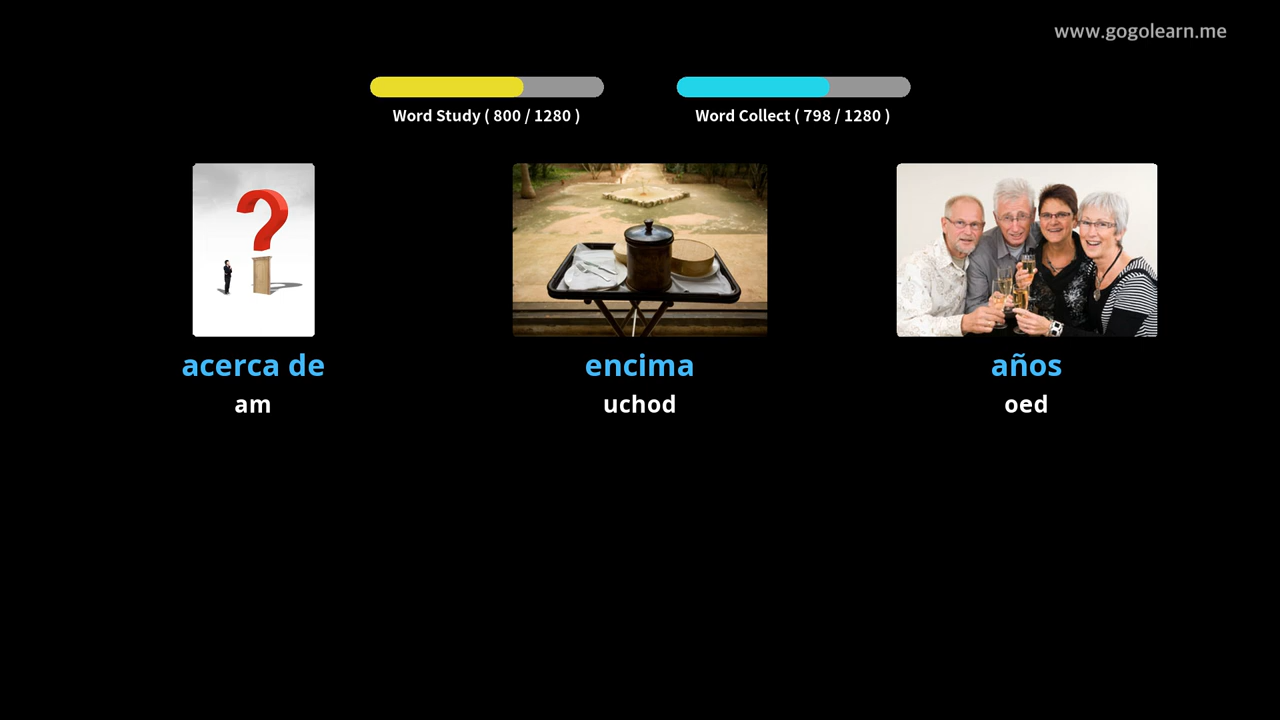 www.gogolearn.me
Word Study ( 800 / 1280 )
Word Collect ( 798 / 1280 )
acerca de
am
encima
uchod
años
oed